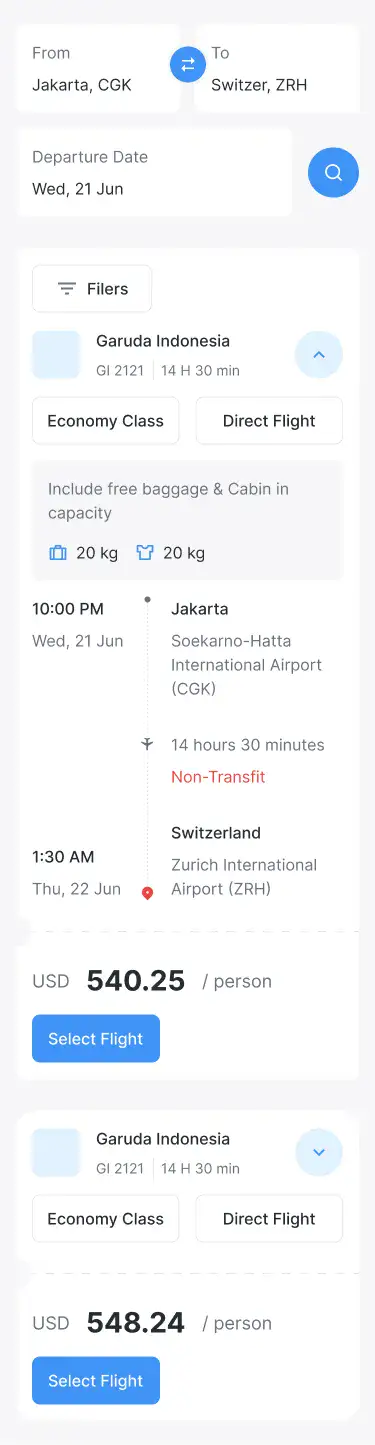 From
To
Jakarta, CGK
Switzer, ZRH
Departure Date
Wed, 21 Jun
Filers
Garuda Indonesia
GI 2121
14 H 30 min
Economy Class
Direct Flight
Include free baggage & Cabin in
capacity
20 kg
20 kg
10:00 PM
Wed, 21 Jun
Jakarta
Soekarno-Hatta
International Airport
(CGK)
14 hours 30 minutes
Non-Transfit
1:30 AM
Thu, 22 Jun
Switzerland
Zurich International
Airport (ZRH)
USD 540.25 / person
Select Flight
Garuda Indonesia
GI 2121
14 H 30 min
Economy Class
Direct Flight
USD 548.24 / person
Select Flight